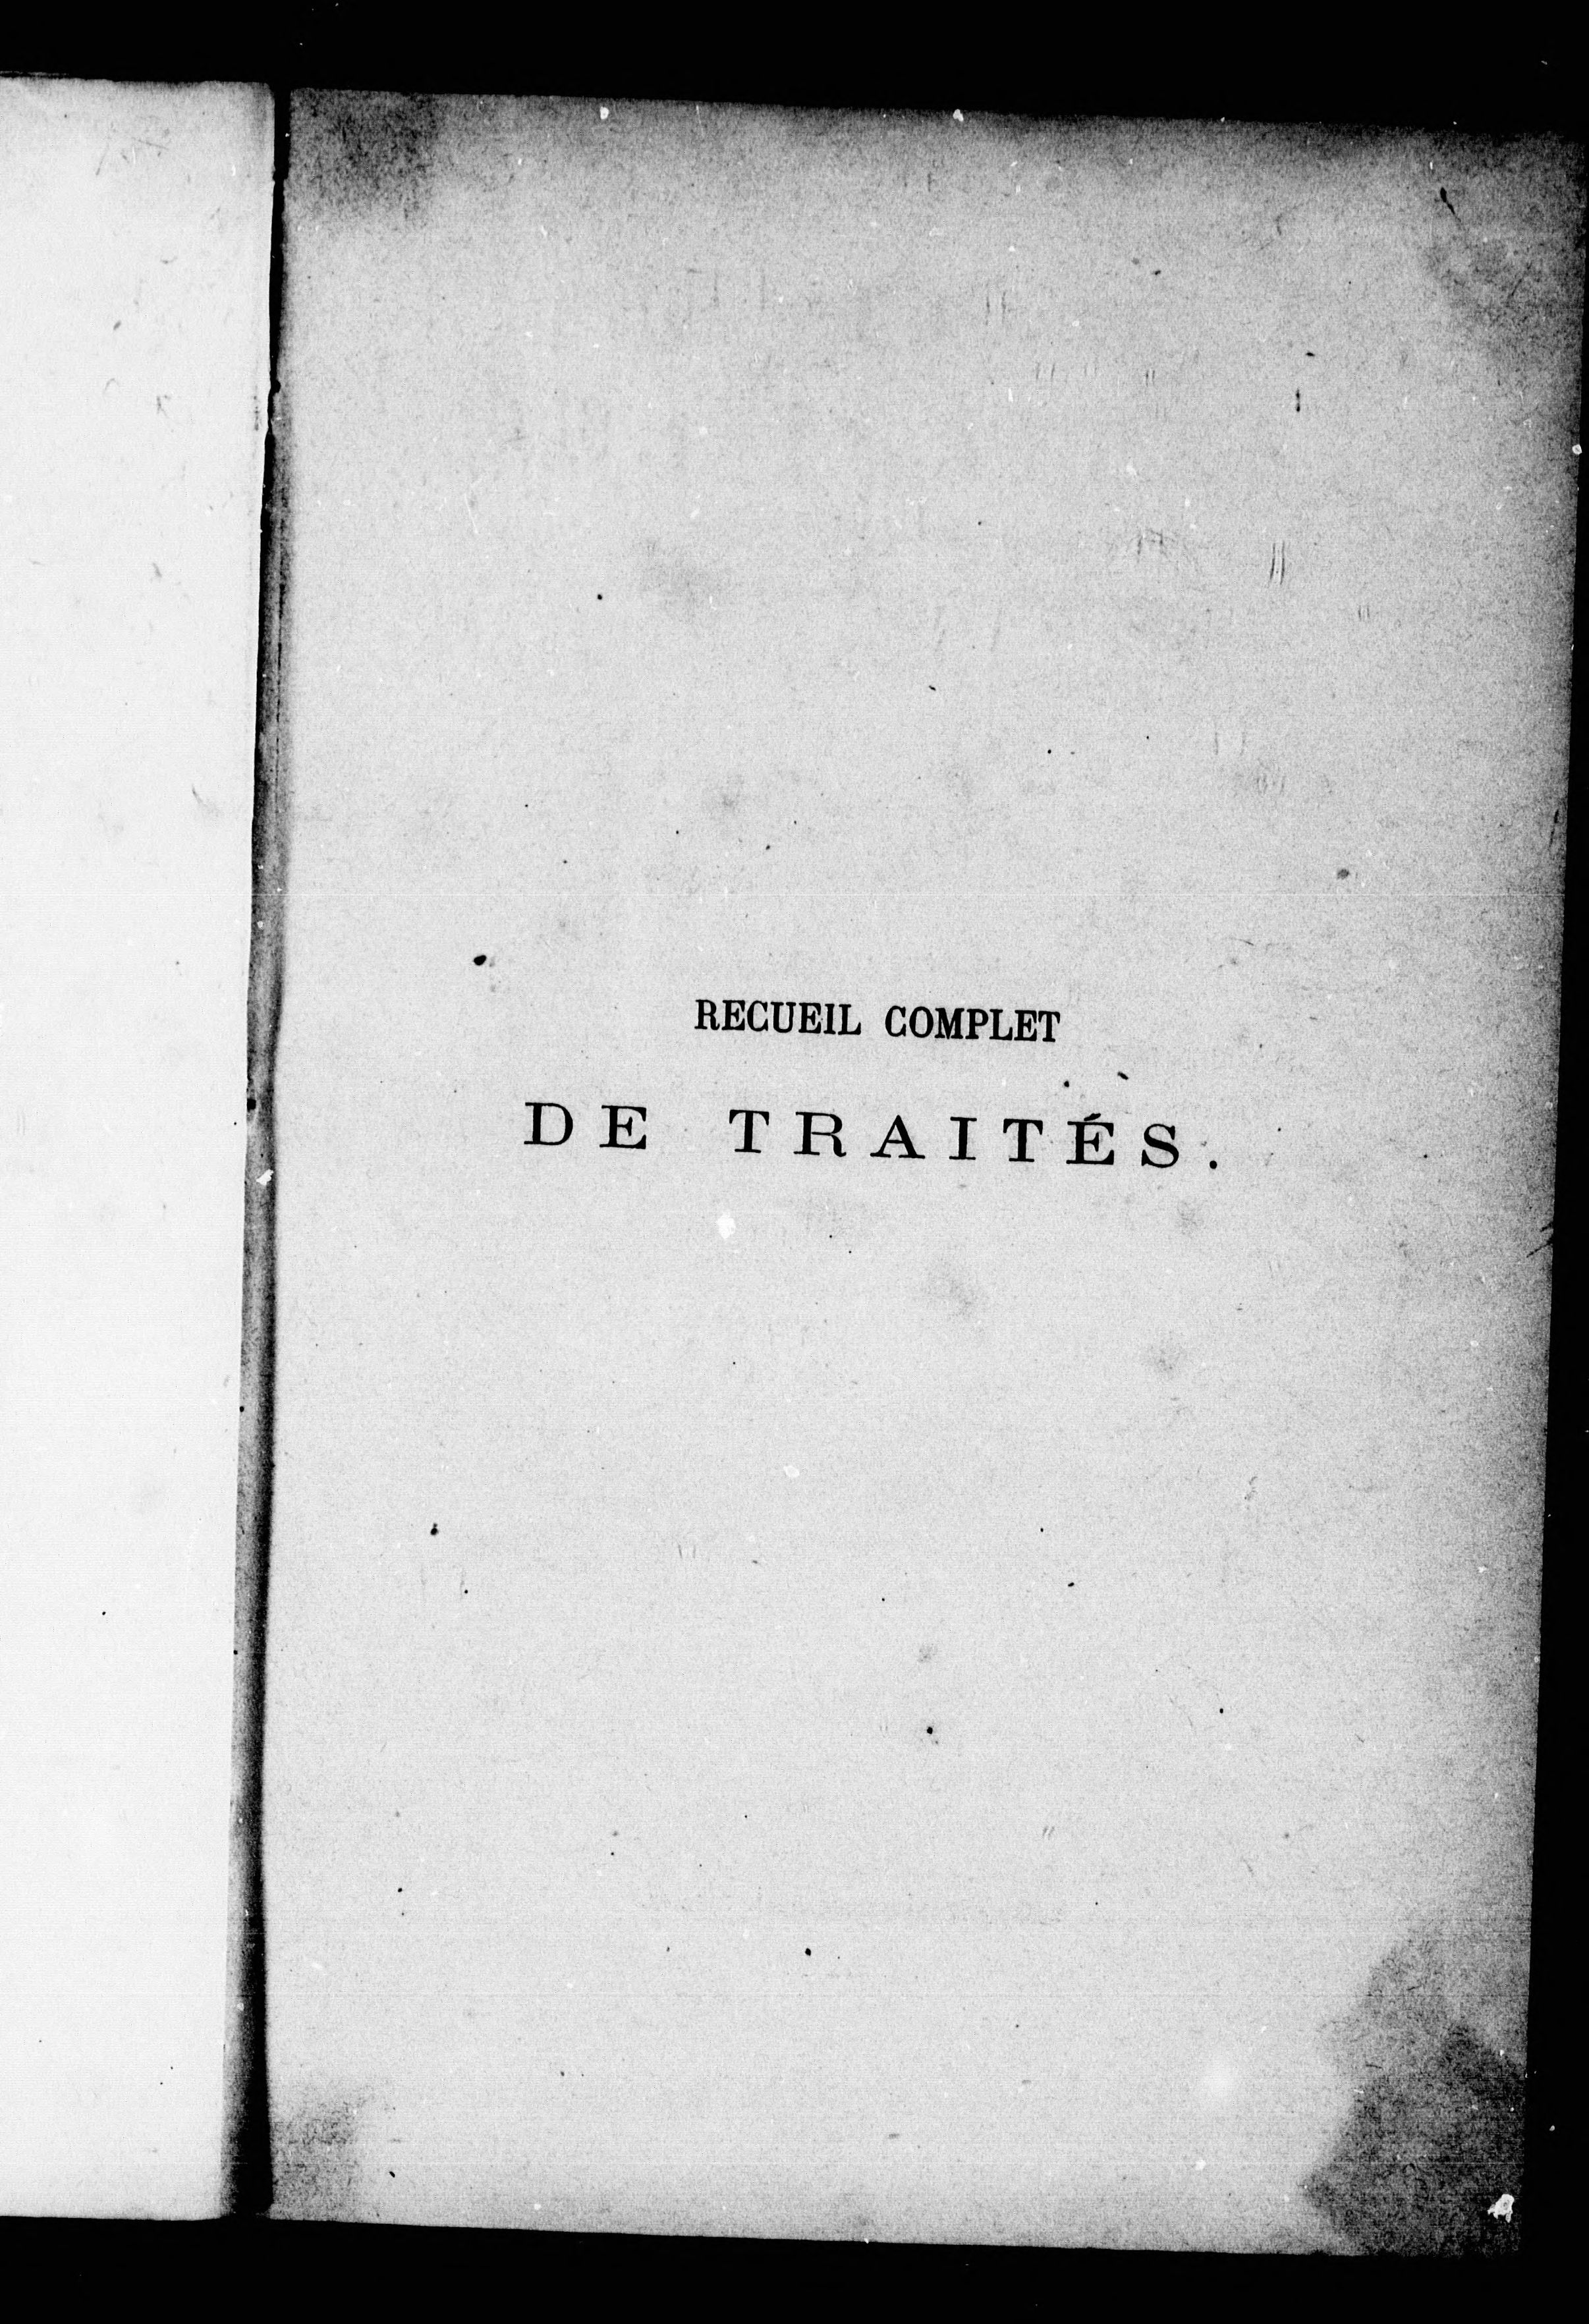 RECUEIL COMPLET
DE TRAITÉS.